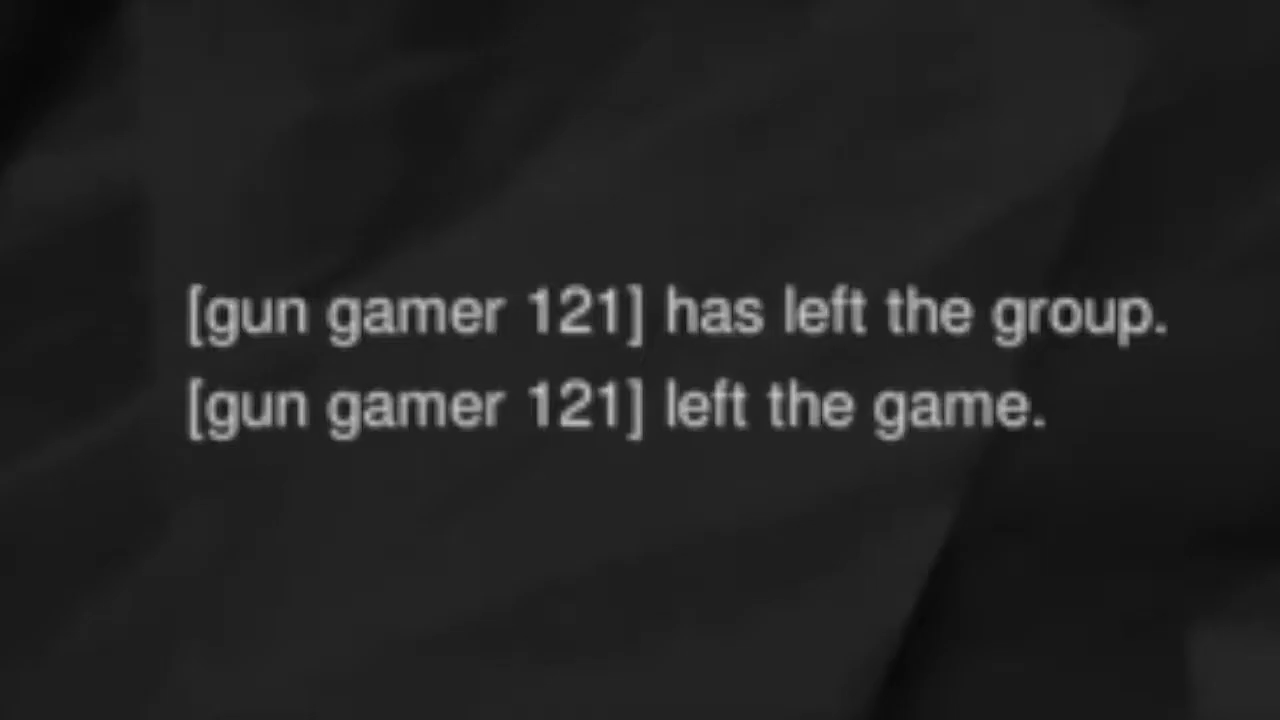 [gun gamer 121] has left the group.
[gun gamer 121] left the game.